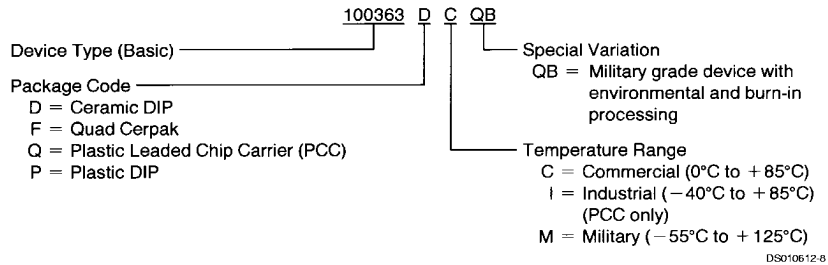 100363 D C QB
Device Type (Basic)
Package Code
D = Ceramic DIP
F = Quad Cerpak
Q = Plastic Leaded Chip Carrier (PCC)
P = Plastic DIP
Special Variation
QB = Military grade device with
environmental and burn-in
processing
Temperature Range
C = Commercial (0°C to +85°C)
I = Industrial (−40°C to +85°C)
(PCC only)
M = Military (−55°C to +125°C)
DS010612-8